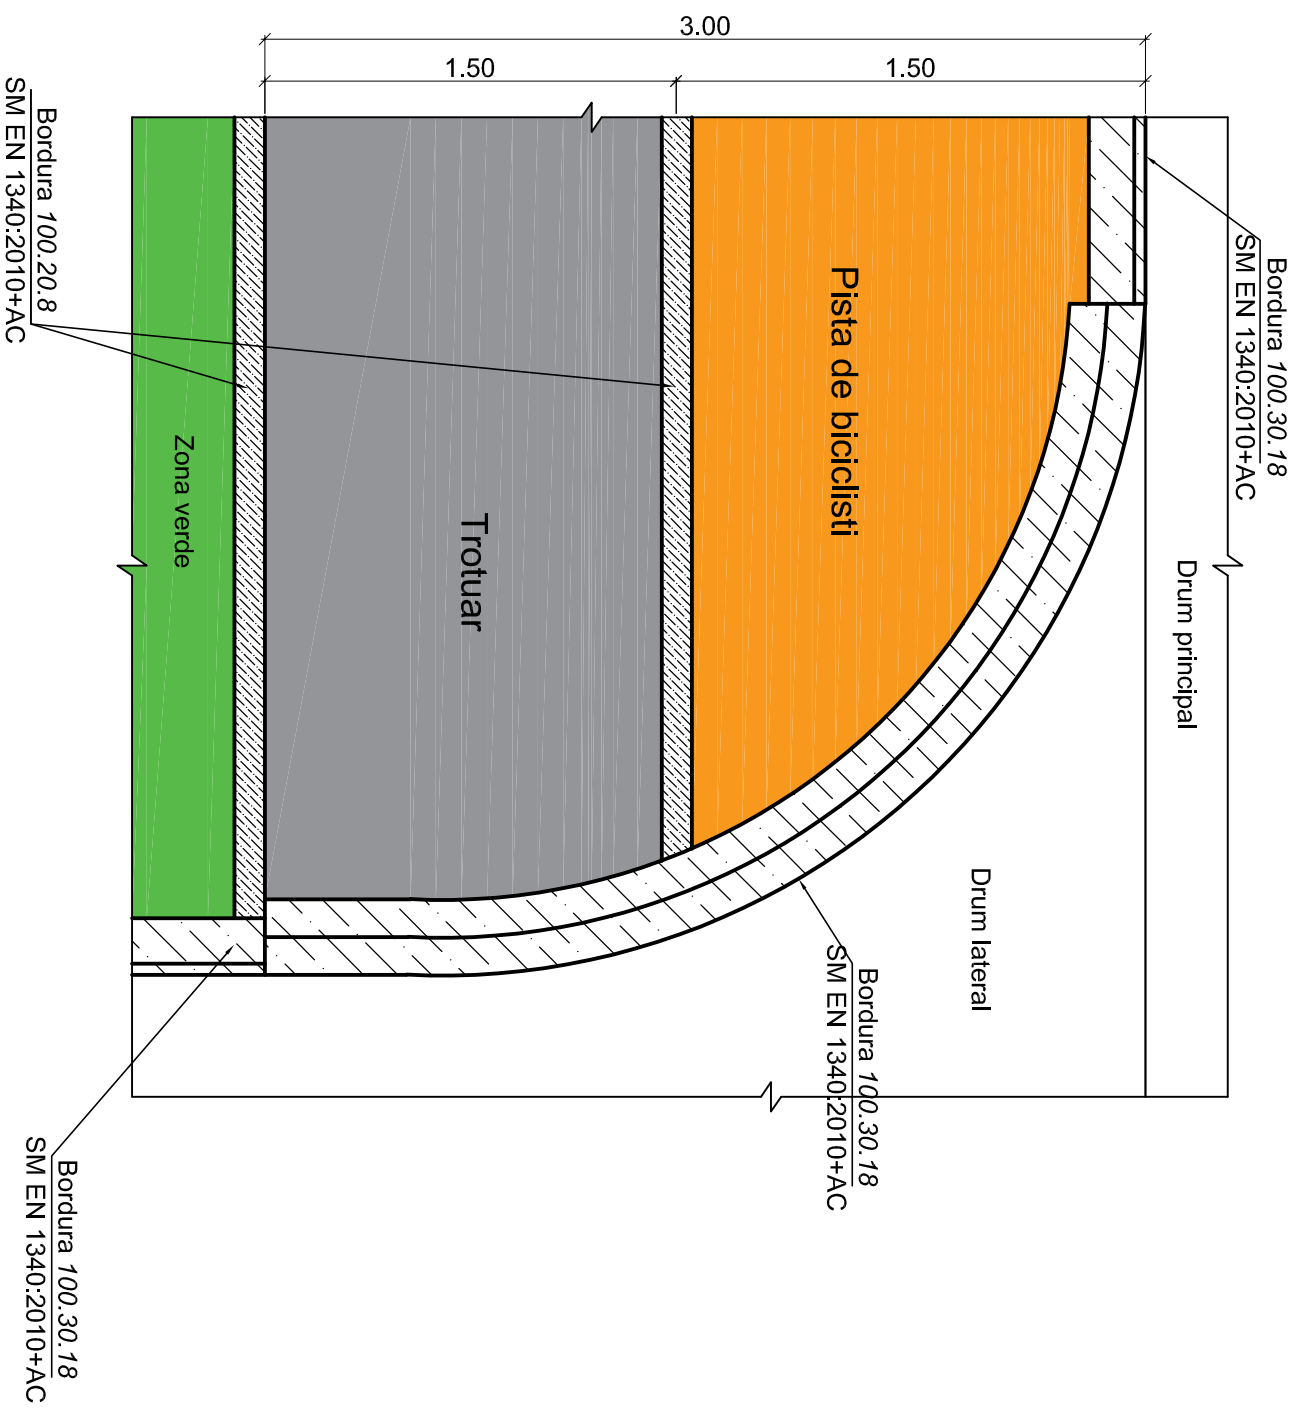 3.00
1.50
1.50
Bordura 100.20.8
SM EN 1340:2010+AC
Bordura 100.30.18
SM EN 1340:2010+AC
Pista de biciclisti
Zona verde
Trotuar
Drum principal
Drum lateral
Bordura 100.30.18
SM EN 1340:2010+AC
Bordura 100.30.18
SM EN 1340:2010+AC